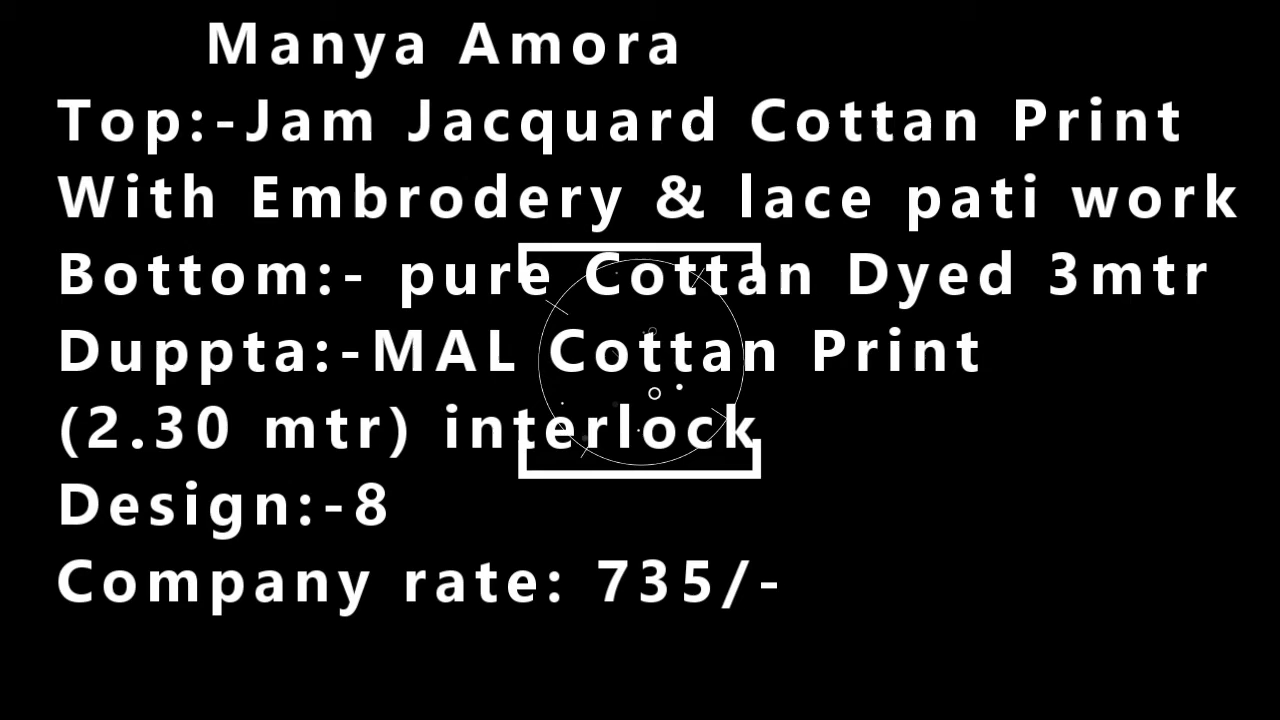 Manya Amora
Top:-Jam Jacquard Cottan Print
With Embrodery & lace pati work
Bottom:- pure Cottan Dyed 3mtr
Duppta:-MAL Cottan Print
(2.30 mtr) interlock
Design:-8
Company rate: 735/-